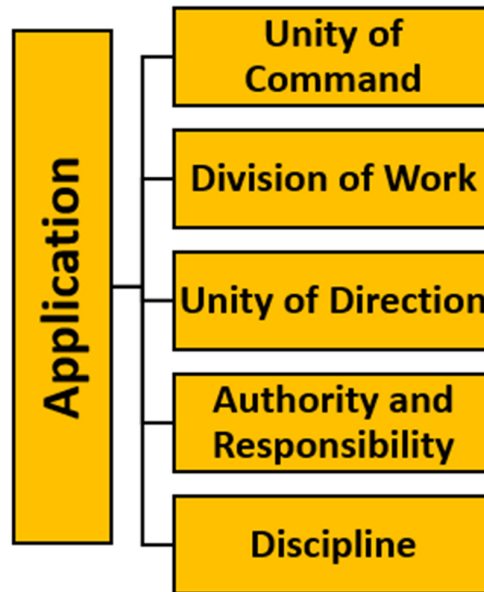 Application
Unity of
Command
Division of Work
Unity of Direction
Authority and
Responsibility
Discipline